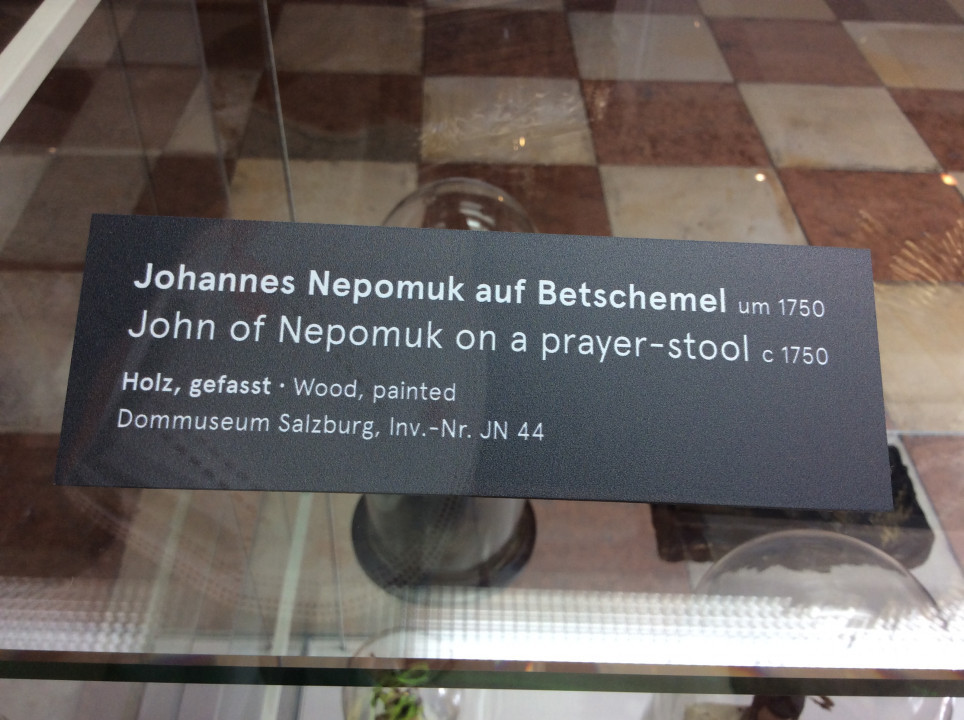 Johannes Nepomuk auf Betschemel um 1750
John of Nepomuk on a prayer-stool c 1750
Holz, gefasst · Wood, painted
Dommuseum Salzburg, Inv.-Nr. JN 44